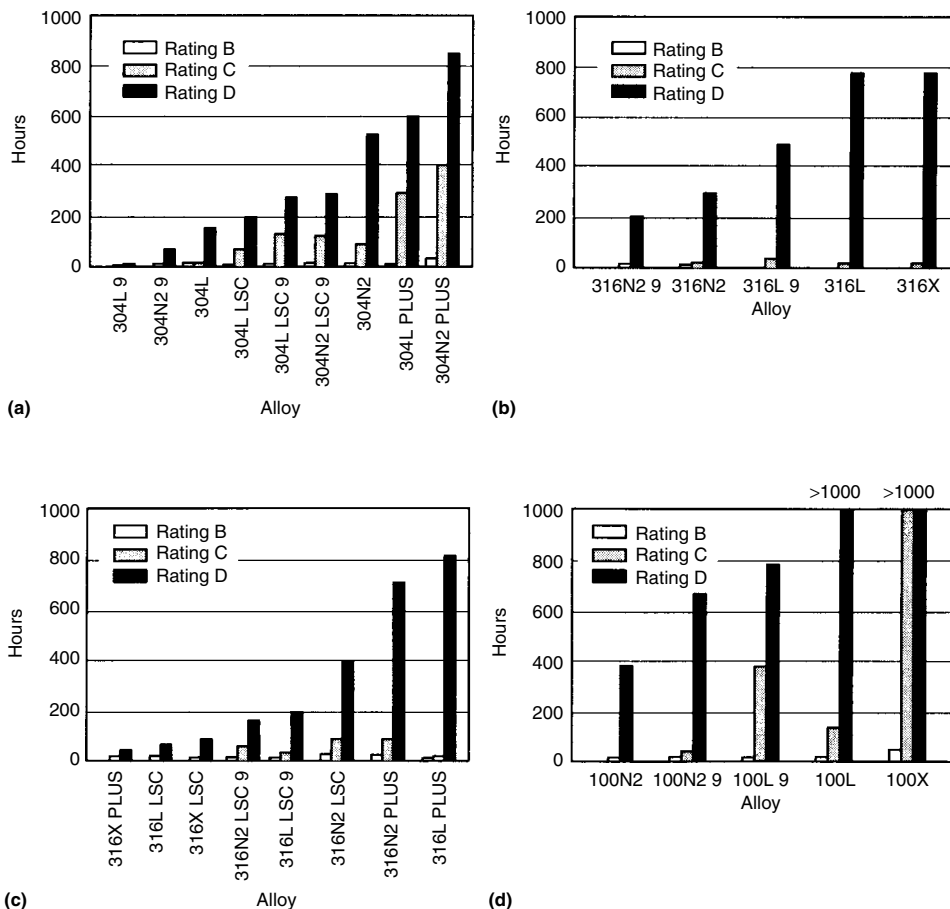 1000
800
600
400
200
0
Hours
Rating B
Rating C
Rating D
304L 9
304N2 9
304L
304L LSC
304L LSC 9
304N2 LSC 9
304N2
304L PLUS
304N2 PLUS
(a)
Alloy
1000
800
600
400
200
0
Hours
Rating B
Rating C
Rating D
316N2 9
316N2
316L 9
316L
316X
Alloy
(b)
1000
800
600
400
200
0
Hours
Rating B
Rating C
Rating D
316X PLUS
316L LSC
316X LSC
316N2 LSC 9
316L LSC 9
316N2 LSC
316N2 PLUS
316L PLUS
(c)
Alloy
>1000
>1000
1000
800
600
400
200
0
Hours
Rating B
Rating C
Rating D
100N2
100N2 9
100L 9
100L
100X
Alloy
(d)